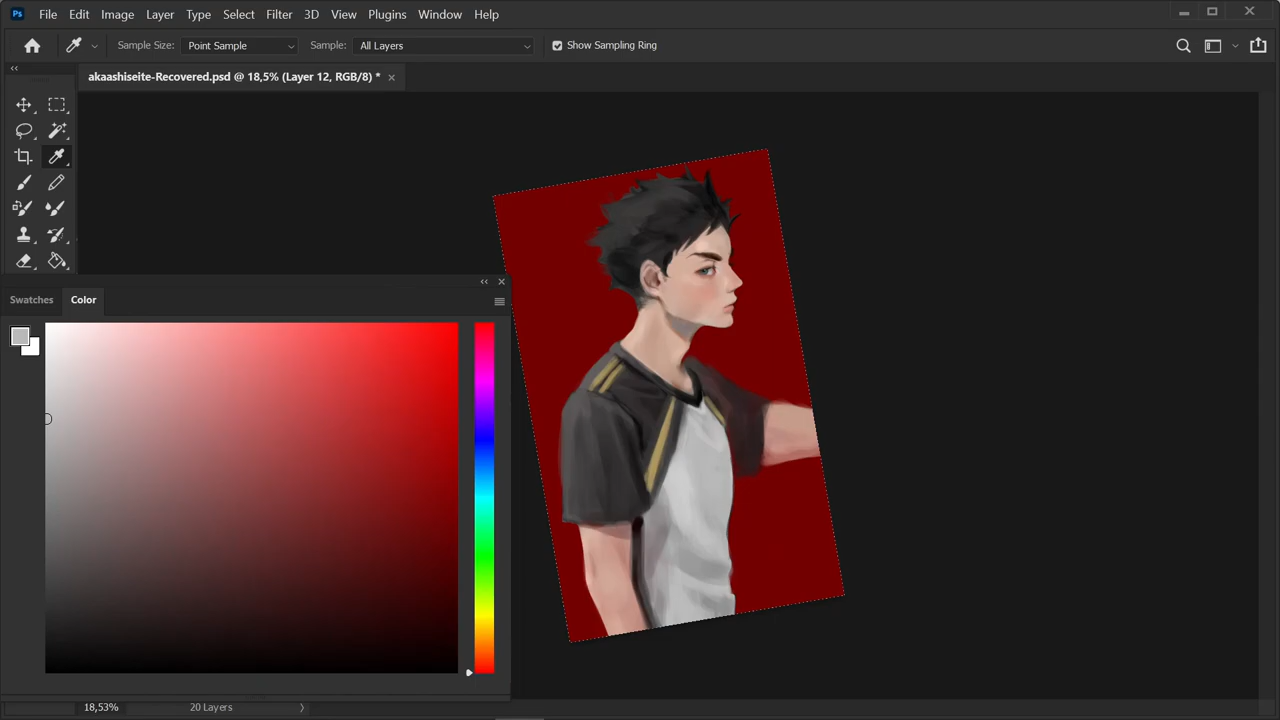 Ps File Edit Image Layer Type Select Filter 3D View Plugins Window Help
Sample Size: Point Sample Sample: All Layers Show Sampling Ring
akaashiseite-Recovered.psd @ 18,5% (Layer 12, RGB/8) *
Swatches Color
18,53% 20 Layers